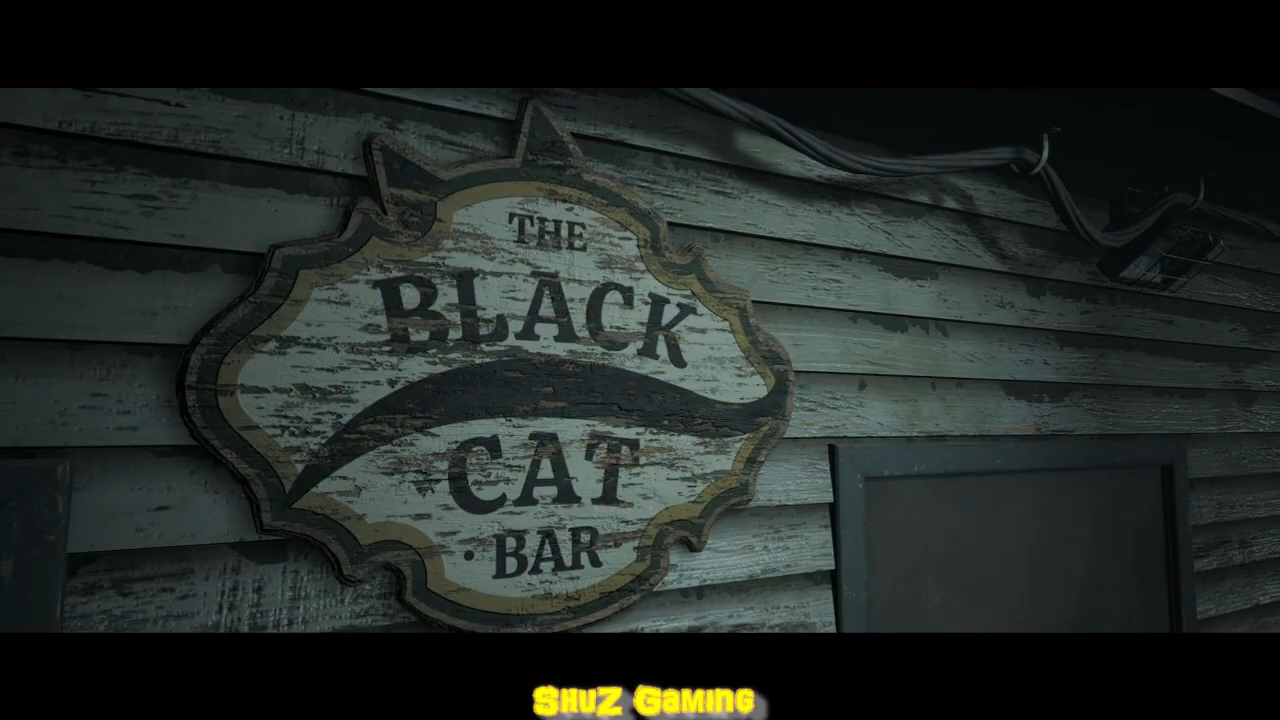 THE
BLACK
CAT
· BAR
SHUZ GAMING